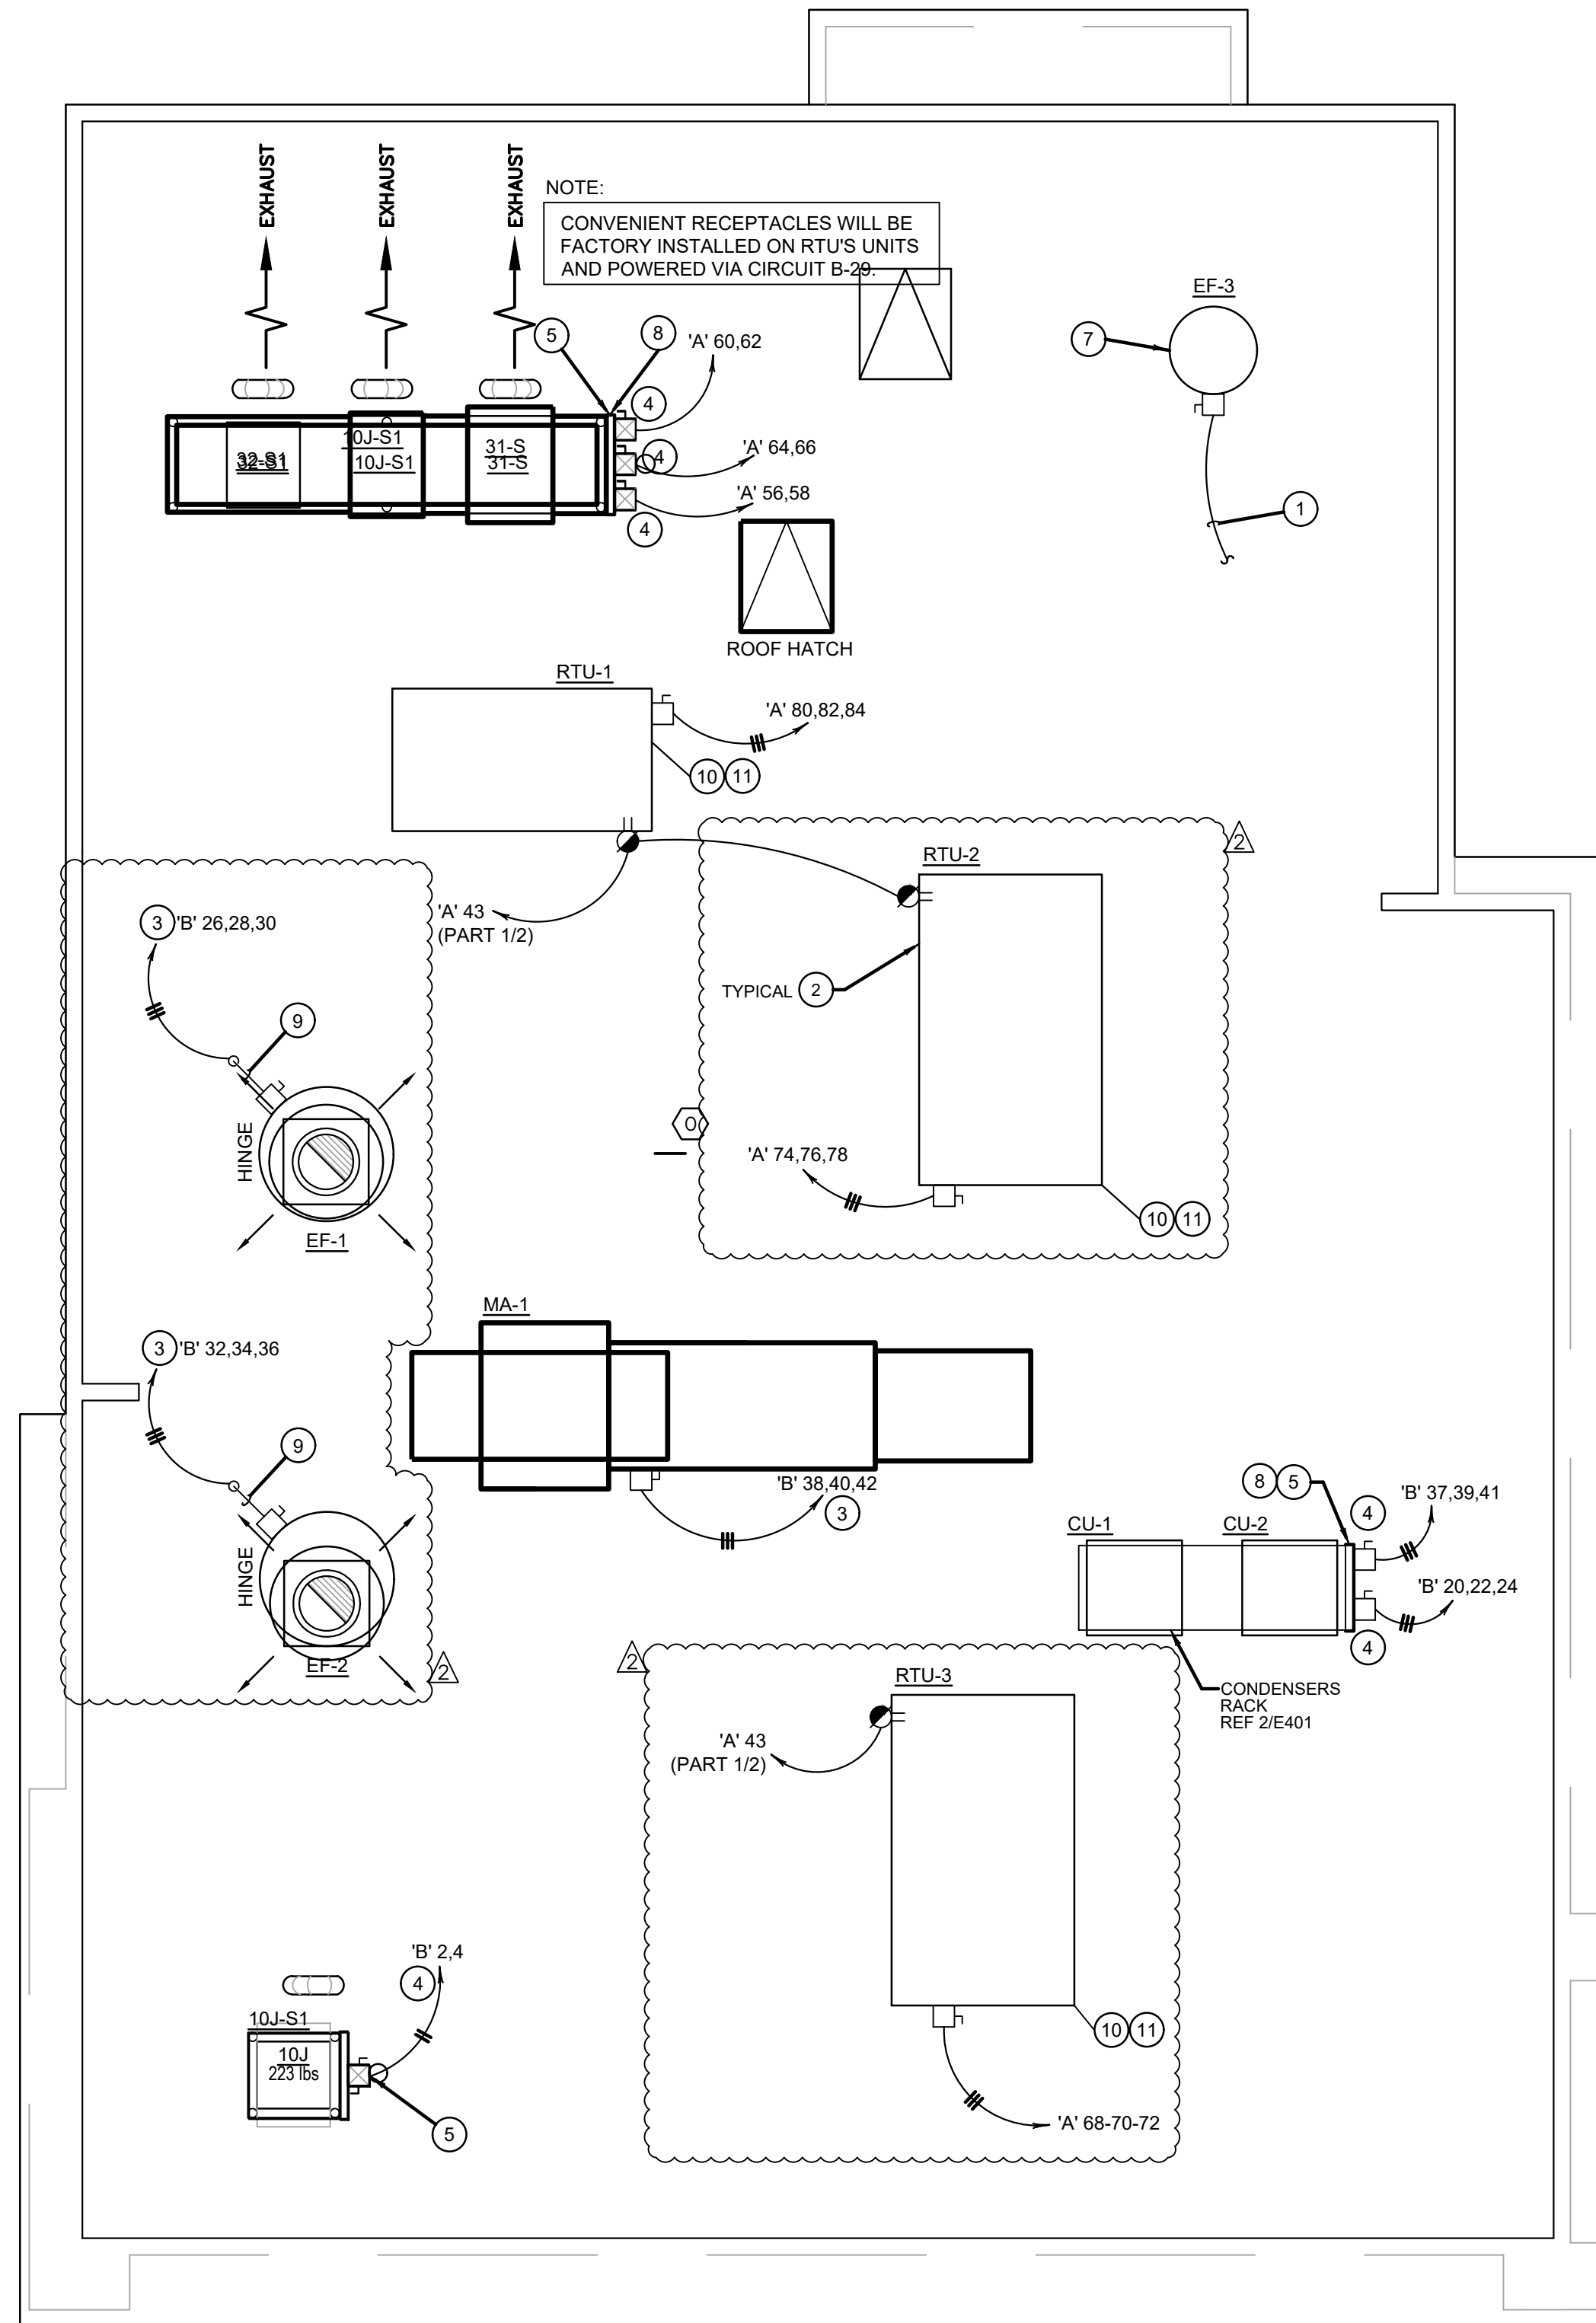 EXHAUST
EXHAUST
EXHAUST
NOTE:
CONVENIENT RECEPTACLES WILL BE
FACTORY INSTALLED ON RTU'S UNITS
AND POWERED VIA CIRCUIT B-29.
EF-3
7
1
5
8
'A' 60,62
4
'A' 64,66
4
'A' 56,58
4
32-S1
32-S1
10J-S1
10J-S1
31-S
31-S
ROOF HATCH
RTU-1
'A' 80,82,84
10
11
2
RTU-2
'A' 43
(PART 1/2)
3
'B' 26,28,30
TYPICAL
2
9
HINGE
0
'A' 74,76,78
10
11
EF-1
MA-1
3
'B' 32,34,36
9
'B' 38,40,42
3
8
5
4
'B' 37,39,41
CU-1
CU-2
'B' 20,22,24
4
HINGE
EF-2
2
2
RTU-3
CONDENSERS
RACK
REF 2/E401
'A' 43
(PART 1/2)
'B' 2,4
4
10J-S1
10J
223 lbs
5
10
11
'A' 68-70-72